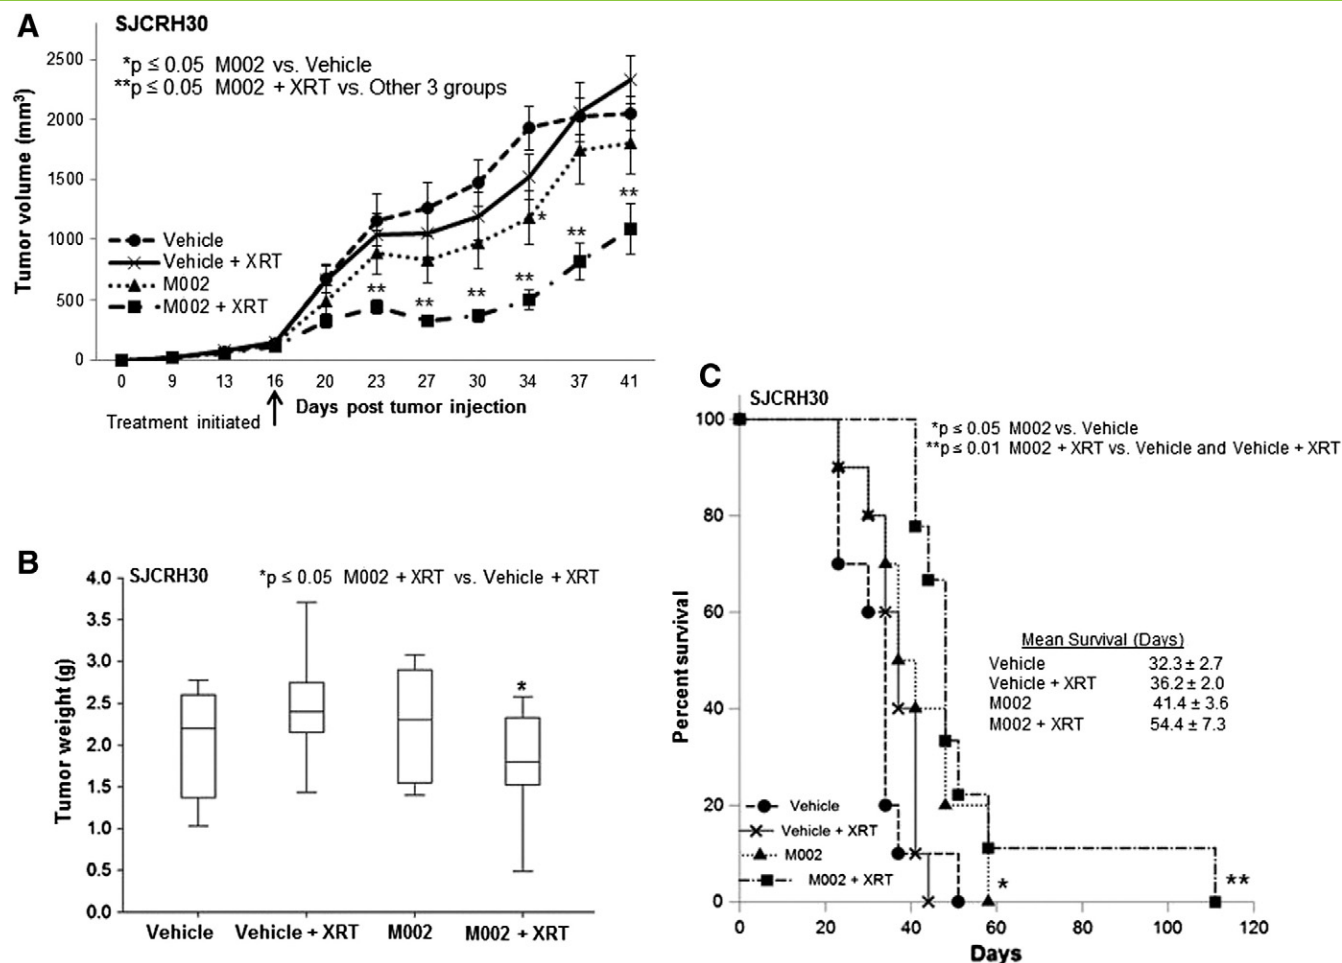 A
SJCRH30
*p ≤ 0.05 M002 vs. Vehicle
**p ≤ 0.05 M002 + XRT vs. Other 3 groups
Tumor volume (mm³)
2500
2000
1500
1000
500
0
Vehicle
Vehicle + XRT
M002
M002 + XRT
** ** ** ** * ** **
0 9 13 16 20 23 27 30 34 37 41
Treatment initiated
Days post tumor injection
B
SJCRH30
*p ≤ 0.05 M002 + XRT vs. Vehicle + XRT
Tumor weight (g)
4.0
3.5
3.0
2.5
2.0
1.5
1.0
0.5
0.0
*
Vehicle Vehicle + XRT M002 M002 + XRT
C
SJCRH30
*p ≤ 0.05 M002 vs. Vehicle
**p ≤ 0.01 M002 + XRT vs. Vehicle and Vehicle + XRT
Percent survival
100
80
60
40
20
0
Mean Survival (Days)
Vehicle 32.3 ± 2.7
Vehicle + XRT 36.2 ± 2.0
M002 41.4 ± 3.6
M002 + XRT 54.4 ± 7.3
Vehicle
Vehicle + XRT
M002
M002 + XRT
* **
0 20 40 60 80 100 120
Days